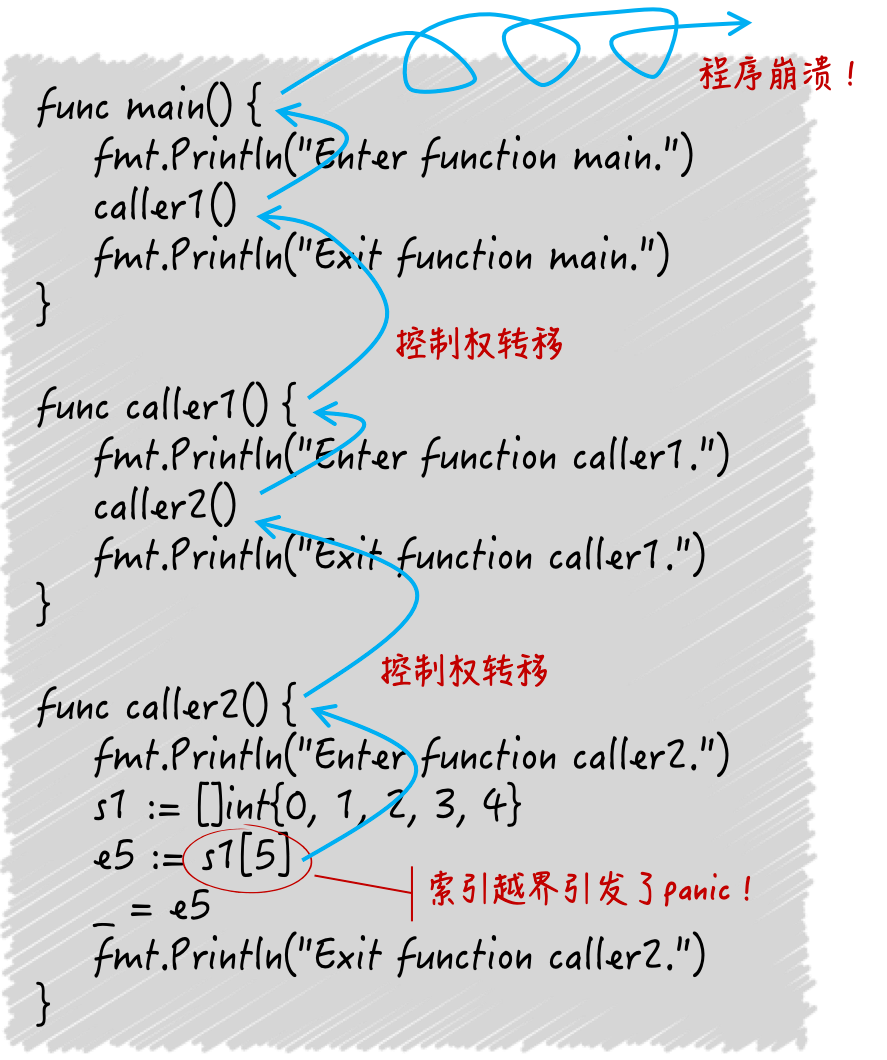 程序崩溃！
func main() {
fmt.Println("Enter function main.")
caller1()
fmt.Println("Exit function main.")
}
控制权转移
func caller1() {
fmt.Println("Enter function caller1.")
caller2()
fmt.Println("Exit function caller1.")
}
控制权转移
func caller2() {
fmt.Println("Enter function caller2.")
s1 := []int{0, 1, 2, 3, 4}
e5 := s1[5]
索引越界引发了panic！
_ = e5
fmt.Println("Exit function caller2.")
}